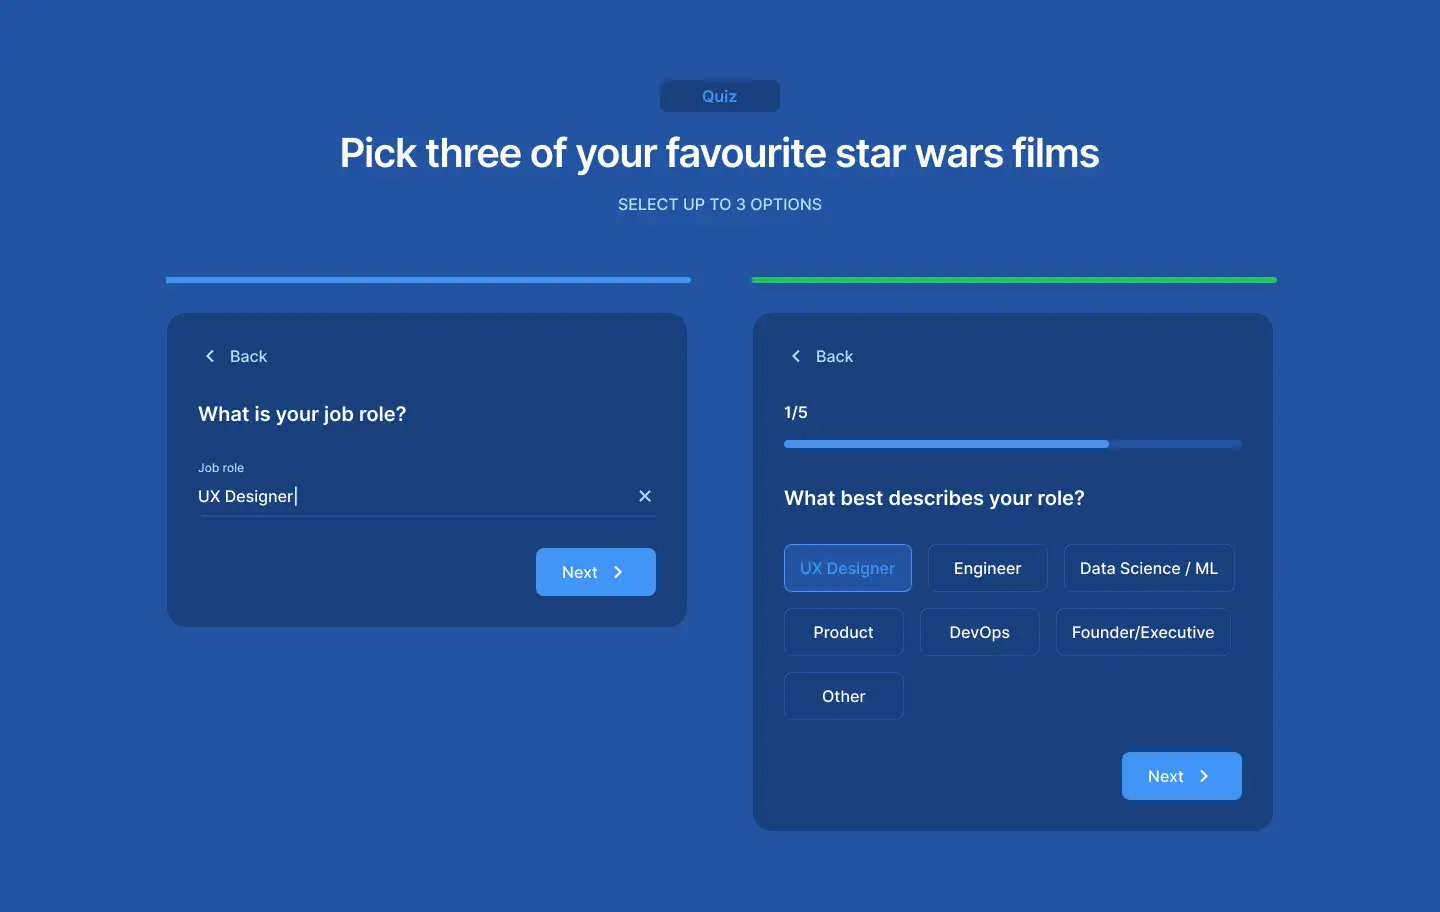 Quiz
Pick three of your favourite star wars films
SELECT UP TO 3 OPTIONS
Back
What is your job role?
Job role
UX Designer
Next
Back
1/5
What best describes your role?
UX Designer
Engineer
Data Science / ML
Product
DevOps
Founder/Executive
Other
Next